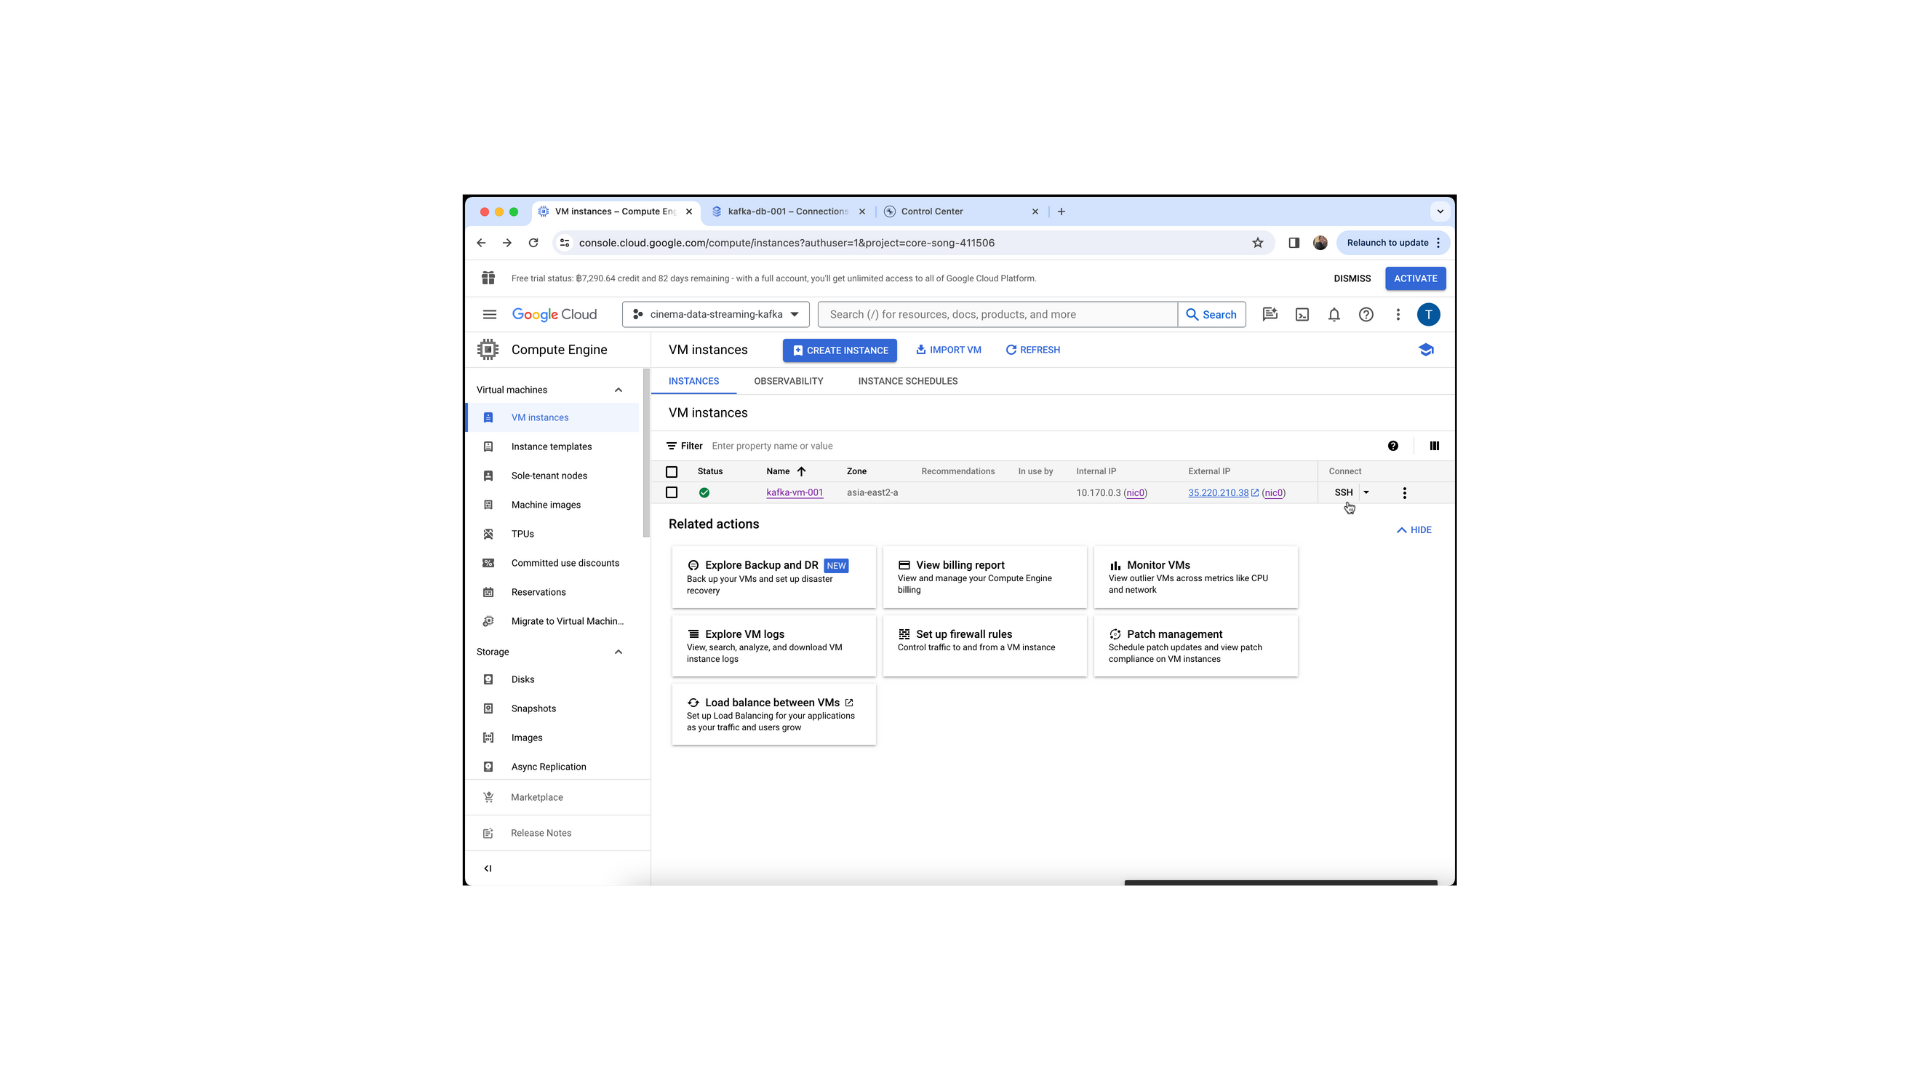 VM instances – Compute Eng
kafka-db-001 – Connections
Control Center
console.cloud.google.com/compute/instances?authuser=1&project=core-song-411506
Relaunch to update
Free trial status: ฿7,290.64 credit and 82 days remaining - with a full account, you'll get unlimited access to all of Google Cloud Platform.
DISMISS
ACTIVATE
Google Cloud
cinema-data-streaming-kafka
Search (/) for resources, docs, products, and more
Search
T
Compute Engine
VM instances
CREATE INSTANCE
IMPORT VM
REFRESH
Virtual machines
VM instances
Instance templates
Sole-tenant nodes
Machine images
TPUs
Committed use discounts
Reservations
Migrate to Virtual Machin...
Storage
Disks
Snapshots
Images
Async Replication
Marketplace
Release Notes
INSTANCES OBSERVABILITY INSTANCE SCHEDULES
VM instances
Filter Enter property name or value
Status Name Zone Recommendations In use by Internal IP External IP Connect
kafka-vm-001 asia-east2-a 10.170.0.3 (nic0) 35.220.210.38 (nic0) SSH
Related actions
HIDE
Explore Backup and DR NEW
Back up your VMs and set up disaster
recovery
View billing report
View and manage your Compute Engine
billing
Monitor VMs
View outlier VMs across metrics like CPU
and network
Explore VM logs
View, search, analyze, and download VM
instance logs
Set up firewall rules
Control traffic to and from a VM instance
Patch management
Schedule patch updates and view patch
compliance on VM instances
Load balance between VMs
Set up Load Balancing for your applications
as your traffic and users grow